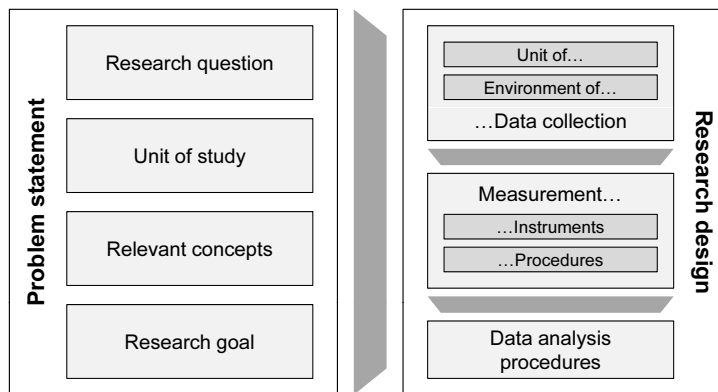 Problem statement
Research question
Unit of study
Relevant concepts
Research goal
Research design
Unit of…
Environment of…
…Data collection
Measurement…
…Instruments
…Procedures
Data analysis
procedures